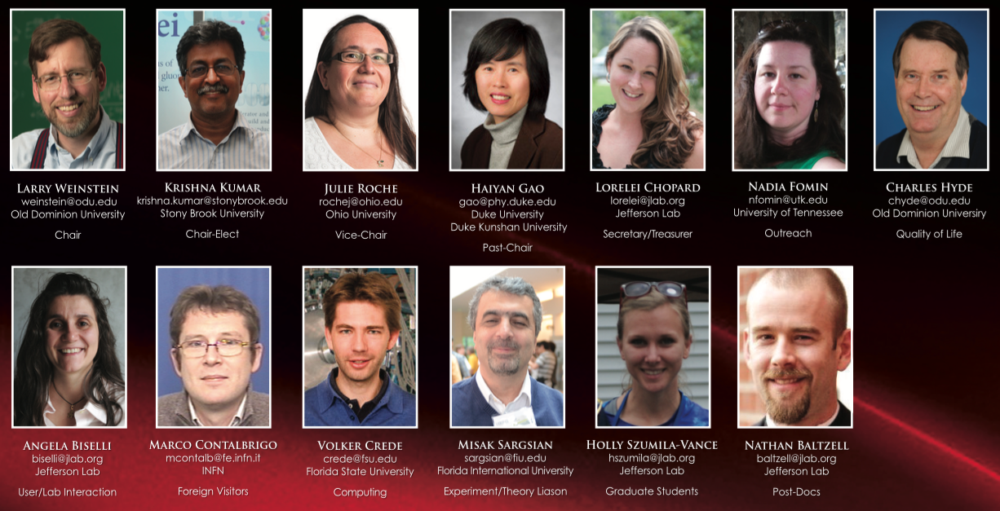 LARRY WEINSTEIN
weinstein@odu.edu
Old Dominion University
Chair
KRISHNA KUMAR
krishna.kumar@stonybrook.edu
Stony Brook University
Chair-Elect
JULIE ROCHE
rochej@ohio.edu
Ohio University
Vice-Chair
HAIYAN GAO
gao@phy.duke.edu
Duke University
Duke Kunshan University
Past-Chair
LORELEI CHOPARD
lorelei@jlab.org
Jefferson Lab
Secretary/Treasurer
NADIA FOMIN
nfomin@utk.edu
University of Tennessee
Outreach
CHARLES HYDE
chyde@odu.edu
Old Dominion Universiry
Quality of Life
ANGELA BISELLI
biselli@jlab.org
Jefferson Lab
User/Lab Interaction
MARCO CONTALBRIGO
mcontalb@fe.infn.it
INFN
Foreign Visitors
VOLKER CREDE
crede@fsu.edu
Florida State University
Computing
MISAK SARGSIAN
sargsian@fiu.edu
Florida International University
Experiment/Theory Liason
HOLLY SZUMILA-VANCE
hszumila@jlab.org
Jefferson Lab
Graduate Students
NATHAN BALTZELL
baltzell@jlab.org
Jefferson Lab
Post-Docs